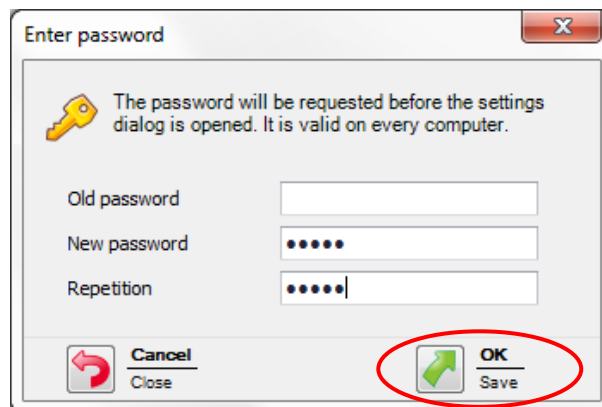 Enter password
The password will be requested before the settings
dialog is opened. It is valid on every computer.
Old password
New password •••••
Repetition •••••
Cancel
Close
OK
Save